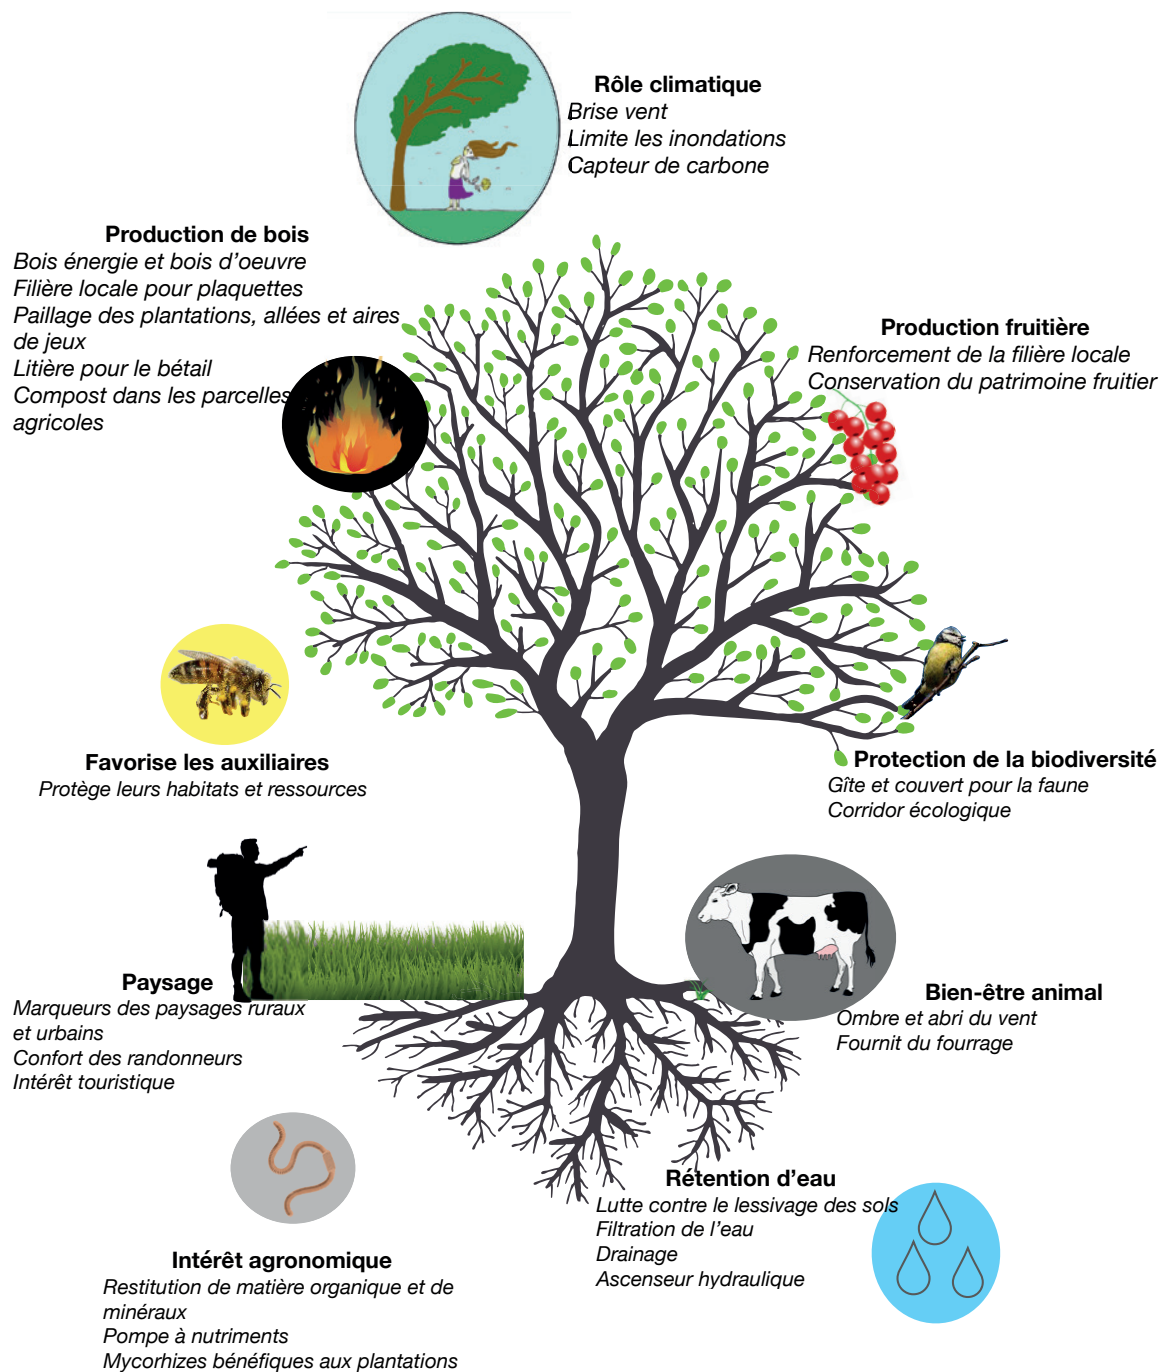 Rôle climatique
Brise vent
Limite les inondations
Capteur de carbone
Production de bois
Bois énergie et bois d'oeuvre
Filière locale pour plaquettes
Paillage des plantations, allées et aires
de jeux
Litière pour le bétail
Compost dans les parcelles
agricoles
Production fruitière
Renforcement de la filière locale
Conservation du patrimoine fruitier
Favorise les auxiliaires
Protège leurs habitats et ressources
Protection de la biodiversité
Gîte et couvert pour la faune
Corridor écologique
Paysage
Marqueurs des paysages ruraux
et urbains
Confort des randonneurs
Intérêt touristique
Bien-être animal
Ombre et abri du vent
Fournit du fourrage
Rétention d'eau
Lutte contre le lessivage des sols
Filtration de l'eau
Drainage
Ascenseur hydraulique
Intérêt agronomique
Restitution de matière organique et de
minéraux
Pompe à nutriments
Mycorhizes bénéfiques aux plantations